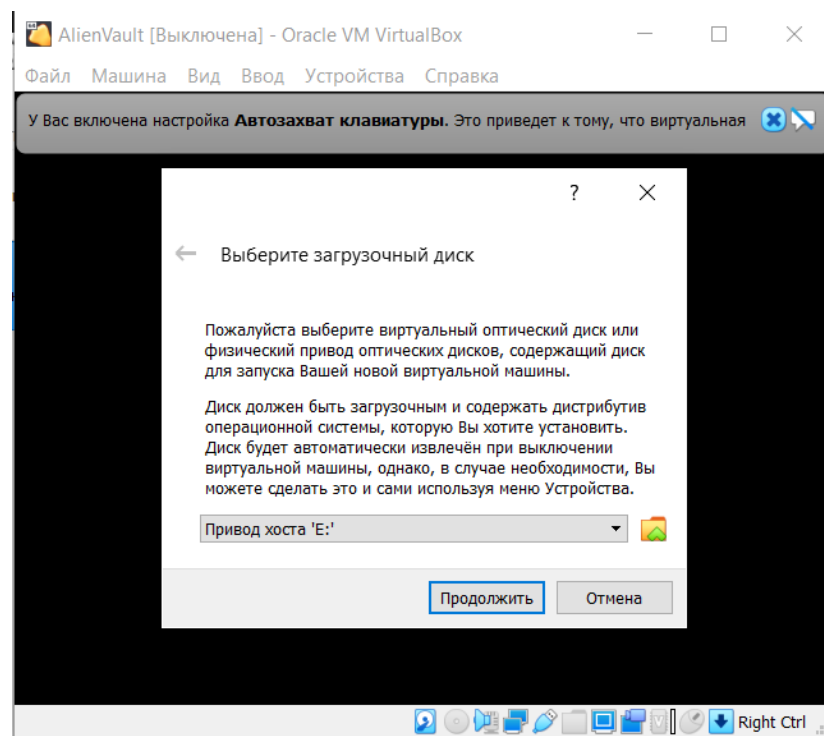 AlienVault [Выключена] - Oracle VM VirtualBox
Файл Машина Вид Ввод Устройства Справка
У Вас включена настройка Автозахват клавиатуры. Это приведет к тому, что виртуальная
?
Выберите загрузочный диск
Пожалуйста выберите виртуальный оптический диск или
физический привод оптических дисков, содержащий диск
для запуска Вашей новой виртуальной машины.
Диск должен быть загрузочным и содержать дистрибутив
операционной системы, которую Вы хотите установить.
Диск будет автоматически извлечён при выключении
виртуальной машины, однако, в случае необходимости, Вы
можете сделать это и сами используя меню Устройства.
Привод хоста 'E:'
Продолжить Отмена
Right Ctrl